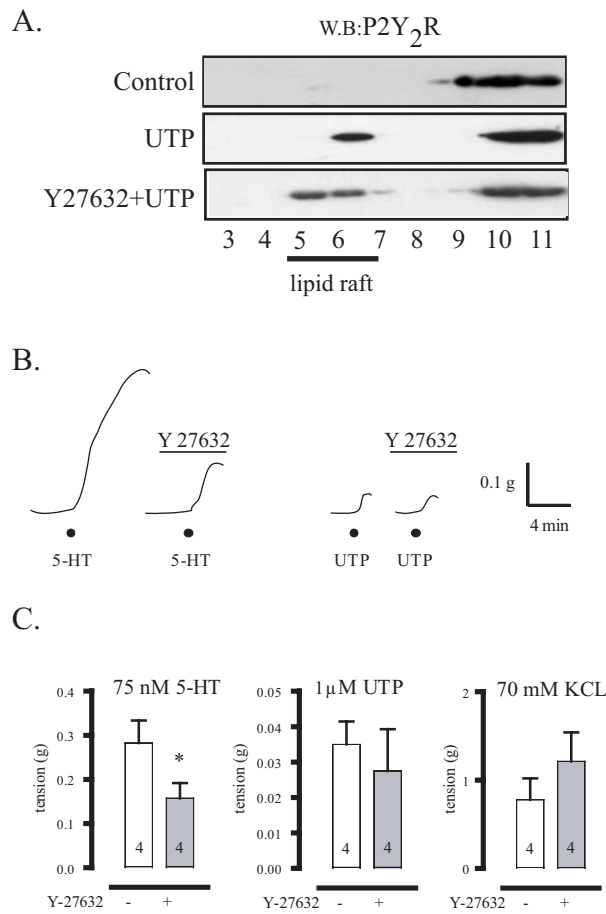 A.
W.B:P2Y2R
Control
UTP
Y27632+UTP
3 4 5 6 7 8 9 10 11
lipid raft
B.
Y 27632
Y 27632
0.1 g
4 min
5-HT
5-HT
UTP
UTP
C.
75 nM 5-HT
tension (g)
0.4
0.3
0.2
0.1
0.0
*
4
4
Y-27632 - +
1µM UTP
tension (g)
0.05
0.04
0.03
0.02
0.01
0.00
4
4
Y-27632 - +
70 mM KCL
tension (g)
2
1
0
4
4
Y-27632 - +